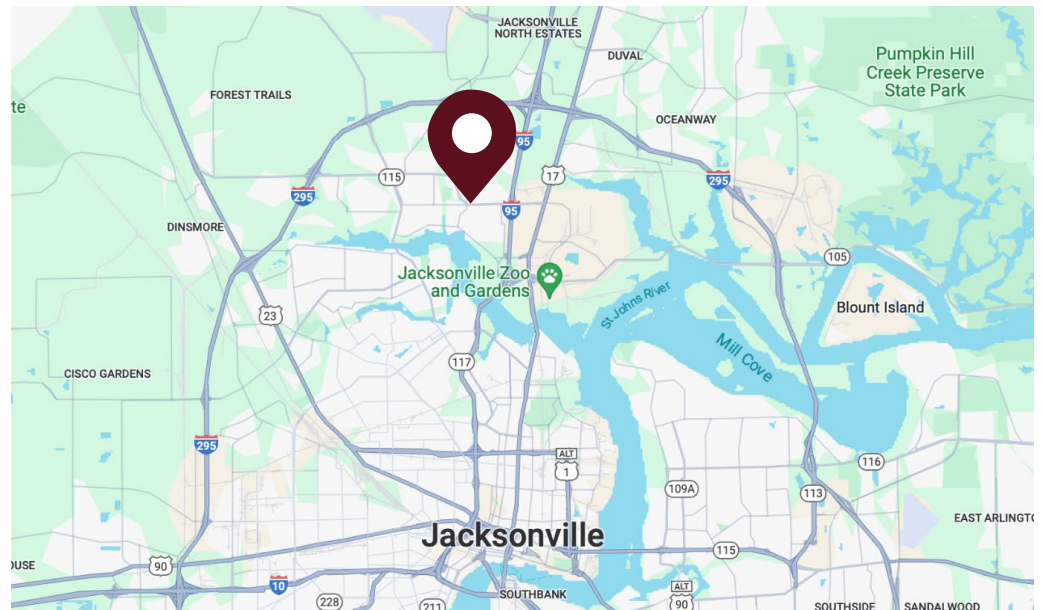 JACKSONVILLE
NORTH ESTATES
DUVAL
Pumpkin Hill
Creek Preserve
State Park
te
FOREST TRAILS
OCEANWAY
95
115
17
295
295
95
DINSMORE
105
Jacksonville Zoo
and Gardens
St Johns River
Blount Island
23
Mill Cove
117
CISCO GARDENS
295
ALT
1
116
109A
113
EAST ARLINGTO
Jacksonville
115
90
OUSE
10
ALT
90
SOUTHBANK
228
211
SOUTHSIDE
SANDALWOOD